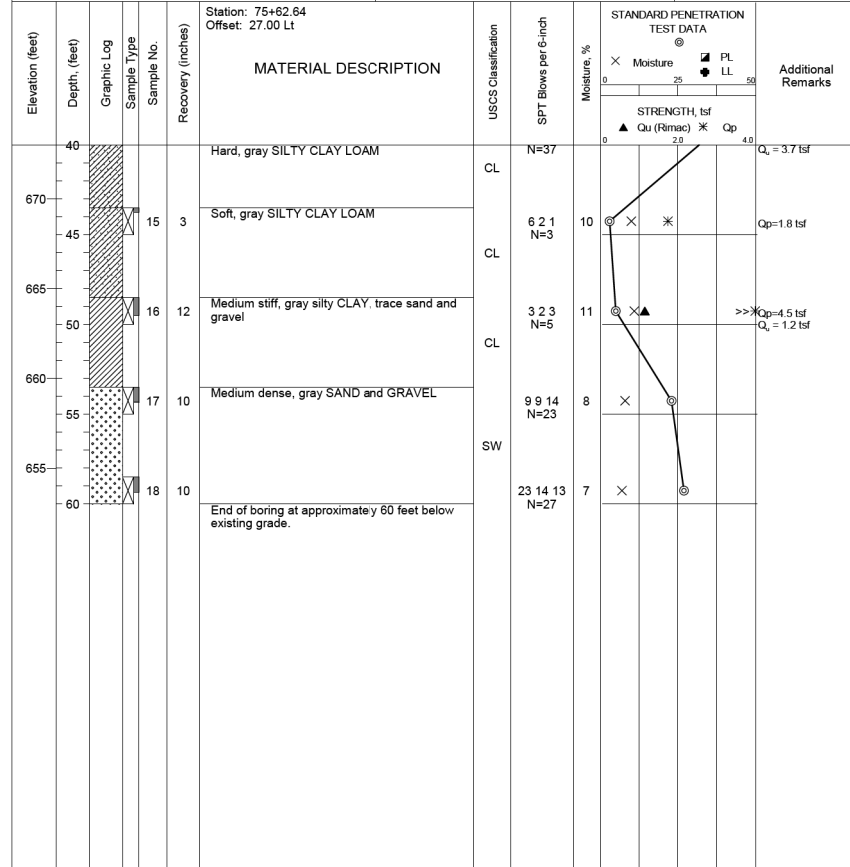 Station: 75+62.64
Offset: 27.00 Lt
Elevation (feet)
Depth, (feet)
Graphic Log
Sample Type
Sample No.
Recovery (inches)
MATERIAL DESCRIPTION
USCS Classification
SPT Blows per 6-inch
Moisture, %
STANDARD PENETRATION
TEST DATA
Moisture
PL
LL
0 25 50
STRENGTH, tsf
Qu (Rimac) Qp
0 2.0 4.0
Additional
Remarks
40 Hard, gray SILTY CLAY LOAM N=37 Qu = 3.7 tsf
CL
670
15 3 Soft, gray SILTY CLAY LOAM 6 2 1 10 Qp=1.8 tsf
45 N=3
CL
665
16 12 Medium stiff, gray silty CLAY, trace sand and 3 2 3 11 >> Qp=4.5 tsf
gravel
50 N=5 Qu = 1.2 tsf
CL
660
17 10 Medium dense, gray SAND and GRAVEL 9 9 14 8
55 N=23
SW
655
18 10 23 14 13 7
60 N=27
End of boring at approximately 60 feet below
existing grade.